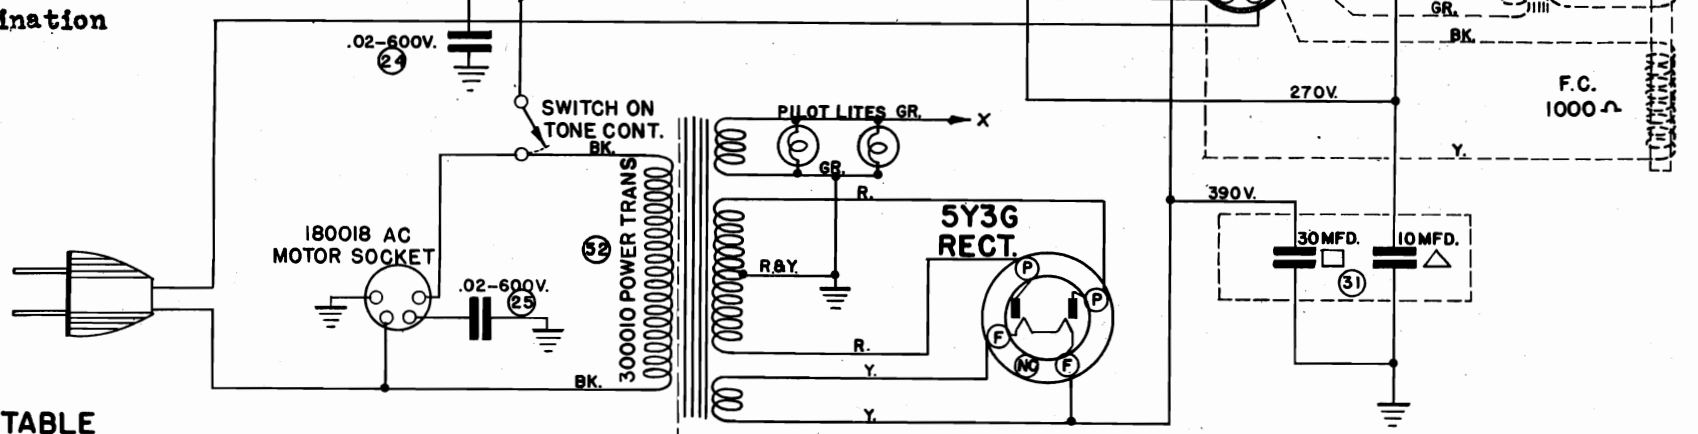 ination
.02-600V.
24
SWITCH ON
TONE CONT.
BK.
PILOT LITES GR.
X
GR.
R.
GR.
BK.
F.C.
1000 Ω
270V.
Y.
390V.
30MFD.
10MFD.
31
5Y3G
RECT.
P
P
F
NC
F
R&Y.
R.
Y.
Y.
52
300010 POWER TRANS
180018 AC
MOTOR SOCKET
.02-600V.
25
BK.
TABLE